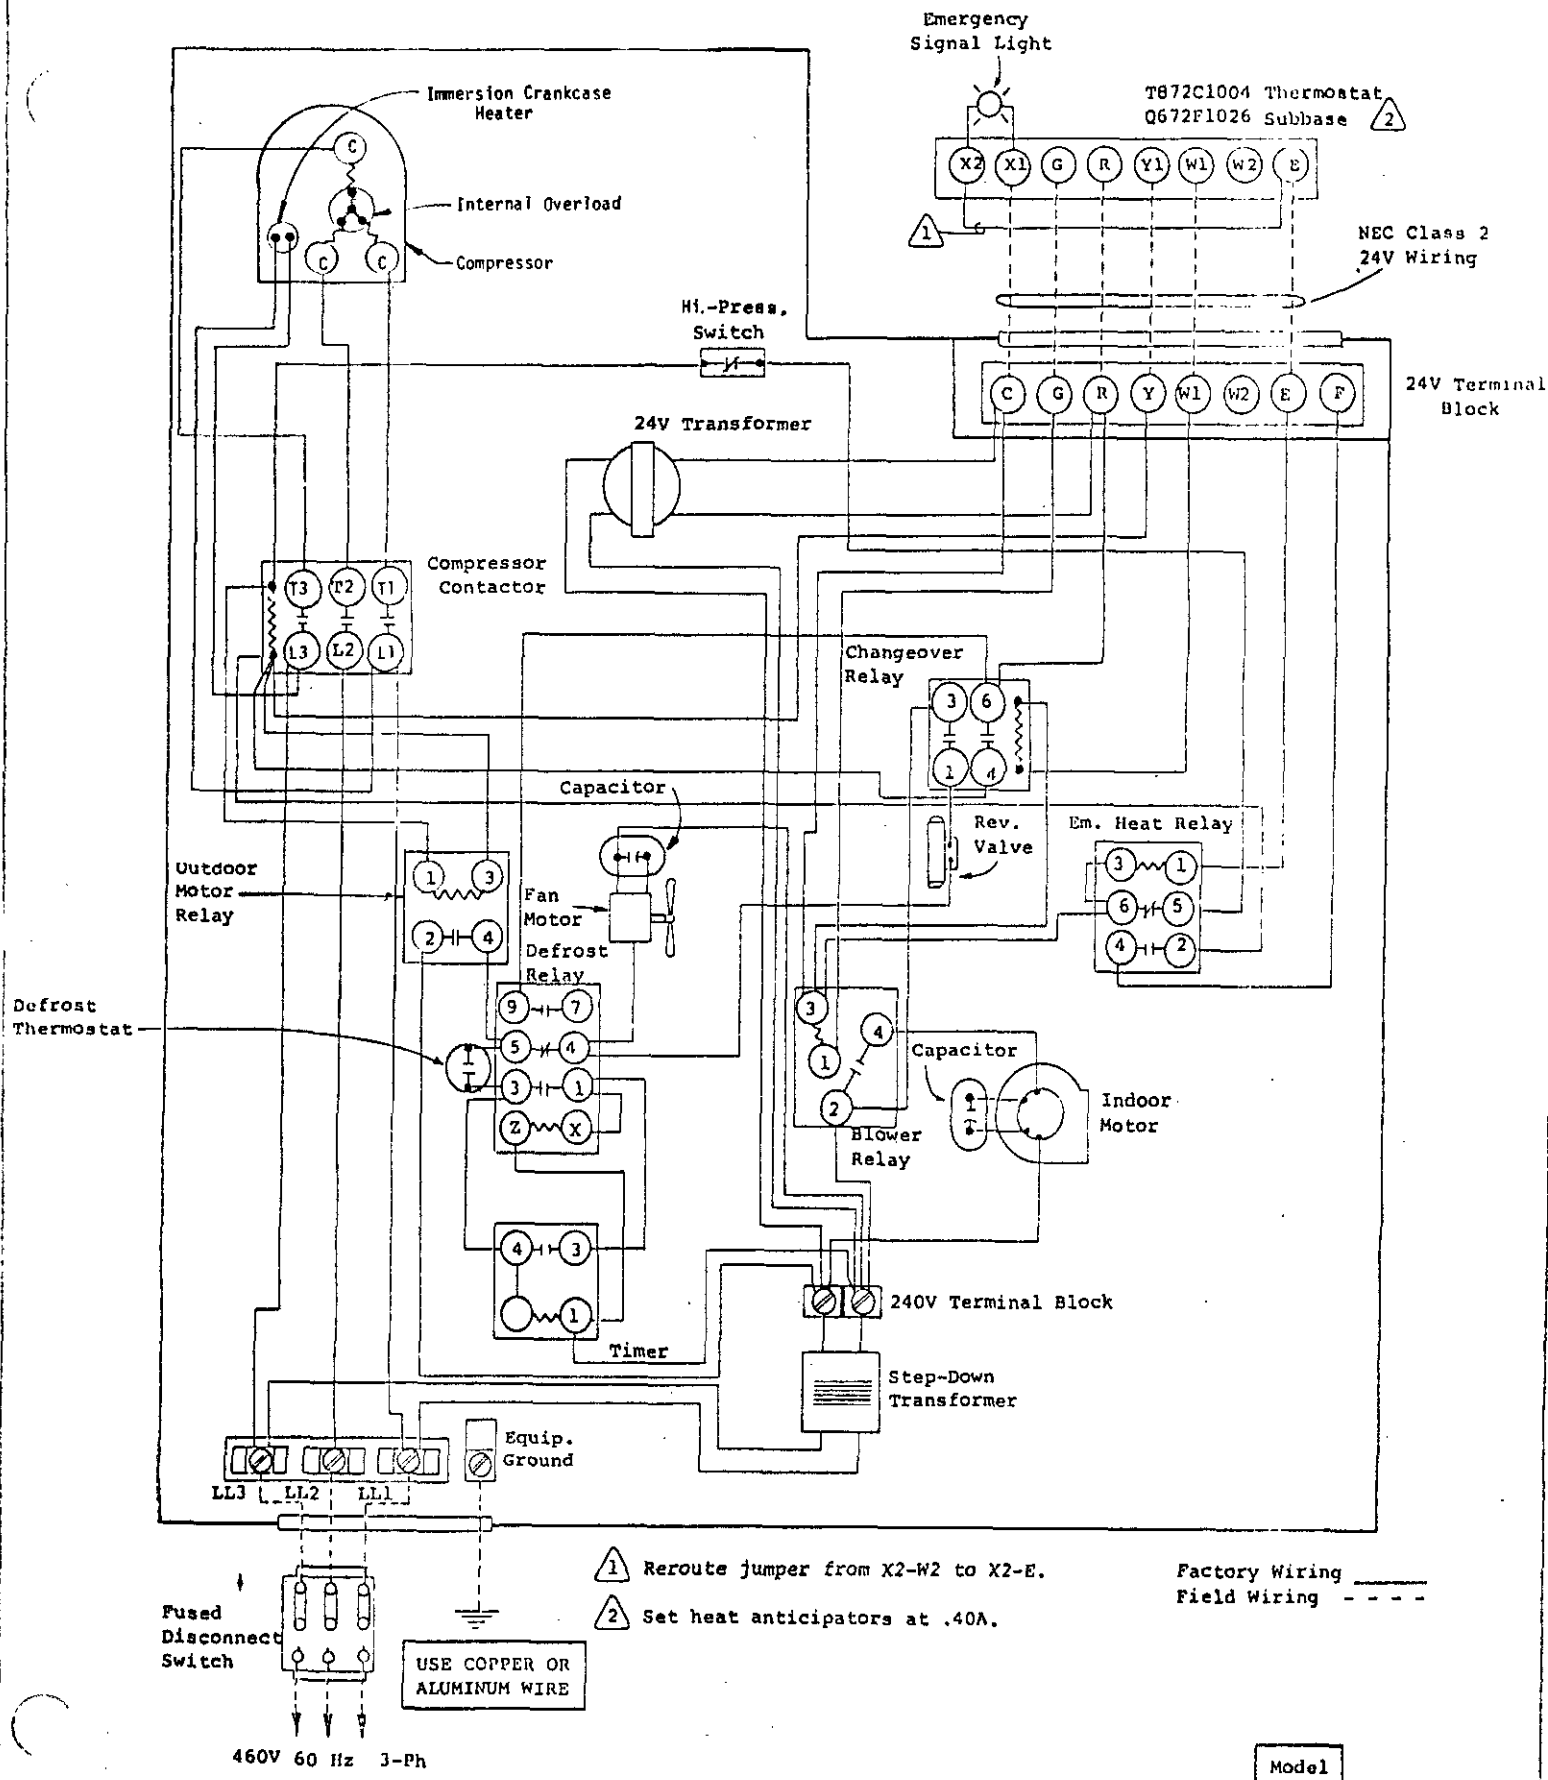 Emergency
Signal Light
T872C1004 Thermostat
Q672F1026 Subbase 2
Immersion Crankcase
Heater
C
X2 X1 G R Y1 W1 W2 E
Internal Overload
1
NEC Class 2
24V Wiring
C C
Compressor
Hi.-Press.
Switch
C G R Y W1 W2 E F
24V Terminal
Block
24V Transformer
Compressor
Contactor
T3 T2 T1
L3 L2 L1
Changeover
Relay
3 6
1 4
Capacitor
Rev.
Valve
Em. Heat Relay
3 1
6 5
4 2
Outdoor
Motor
Relay
1 3
2 4
Fan
Motor
Defrost
Relay
9 7
5 4
3 1
Z X
Defrost
Thermostat
3
4
1
2
Capacitor
Indoor
Motor
Blower
Relay
4 3
1
Timer
240V Terminal Block
Step-Down
Transformer
Equip.
Ground
LL3 LL2 LL1
1 Reroute jumper from X2-W2 to X2-E.
2 Set heat anticipators at .40A.
Factory Wiring
Field Wiring
Fused
Disconnect
Switch
USE COPPER OR
ALUMINUM WIRE
460V 60 Hz 3-Ph
Model